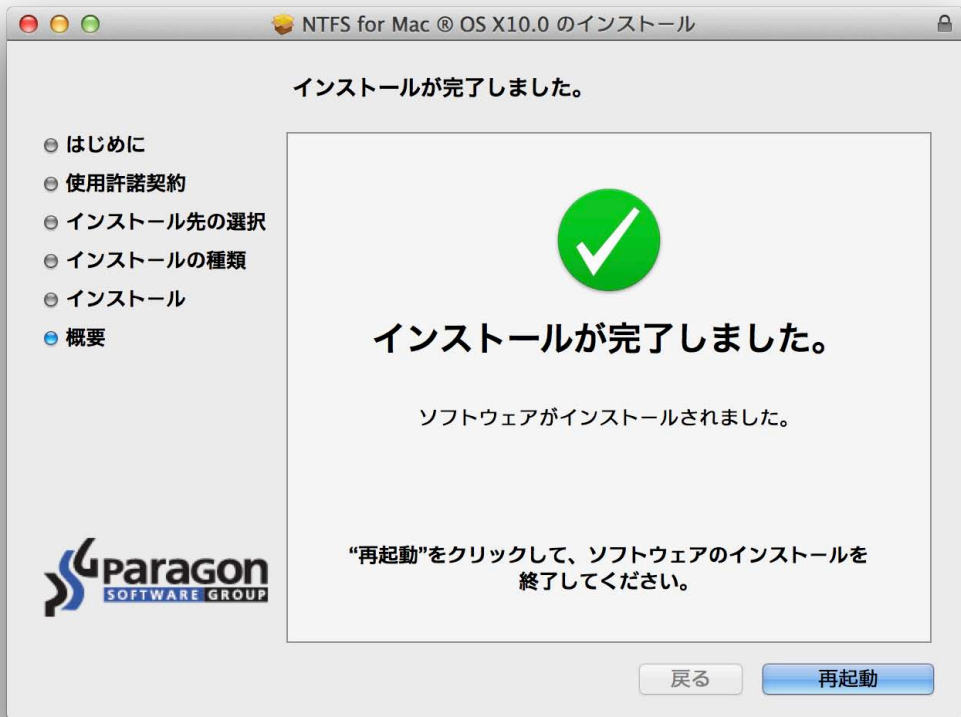 NTFS for Mac ® OS X10.0 のインストール
インストールが完了しました。
はじめに
使用許諾契約
インストール先の選択
インストールの種類
インストール
概要
インストールが完了しました。
ソフトウェアがインストールされました。
“再起動”をクリックして、ソフトウェアのインストールを
終了してください。
paragon
SOFTWARE GROUP
戻る
再起動